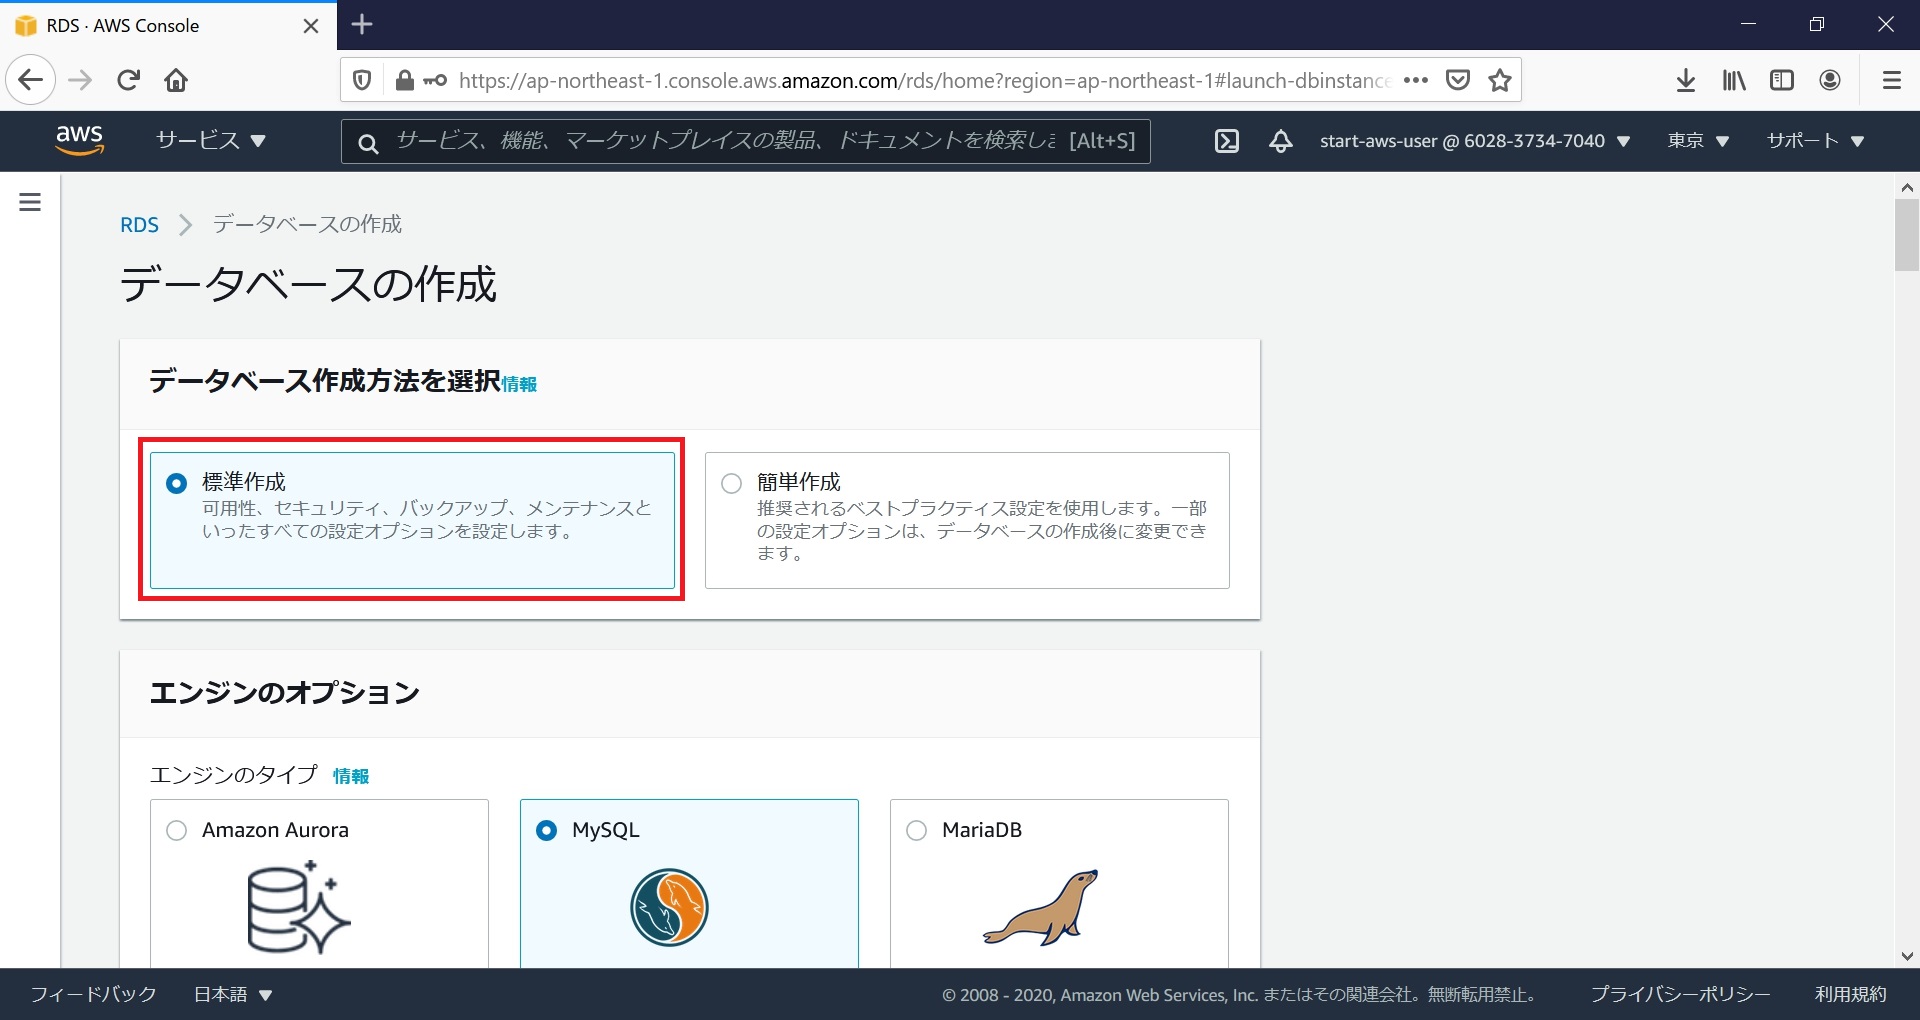 RDS · AWS Console
https://ap-northeast-1.console.aws.amazon.com/rds/home?region=ap-northeast-1#launch-dbinstance
aws
サービス
サービス、機能、マーケットプレイスの製品、ドキュメントを検索しま [Alt+S]
start-aws-user @ 6028-3734-7040
東京
サポート
RDS
データベースの作成
データベースの作成
データベース作成方法を選択情報
標準作成
可用性、セキュリティ、バックアップ、メンテナンスと
いったすべての設定オプションを設定します。
簡単作成
推奨されるベストプラクティス設定を使用します。一部
の設定オプションは、データベースの作成後に変更でき
ます。
エンジンのオプション
エンジンのタイプ 情報
Amazon Aurora
MySQL
MariaDB
フィードバック
日本語
© 2008 - 2020, Amazon Web Services, Inc. またはその関連会社。無断転用禁止。
プライバシーポリシー
利用規約